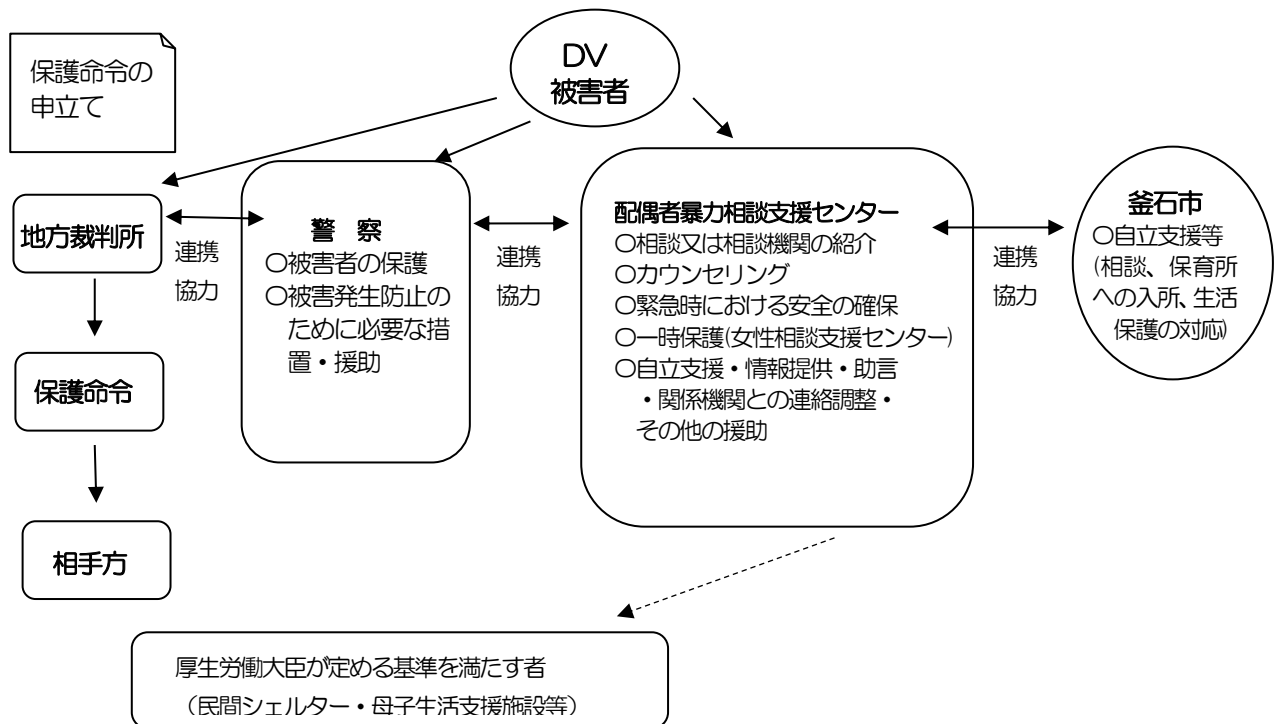 DV
被害者
保護命令の
申立て
地方裁判所
連携
協力
警 察
〇被害者の保護
〇被害発生防止の
ために必要な措
置・援助
連携
協力
配偶者暴力相談支援センター
〇相談又は相談機関の紹介
〇カウンセリング
〇緊急時における安全の確保
〇一時保護(女性相談支援センター)
〇自立支援・情報提供・助言
・関係機関との連絡調整・
その他の援助
連携
協力
釜石市
〇自立支援等
(相談、保育所
への入所、生活
保護の対応)
保護命令
相手方
厚生労働大臣が定める基準を満たす者
（民間シェルター・母子生活支援施設等）